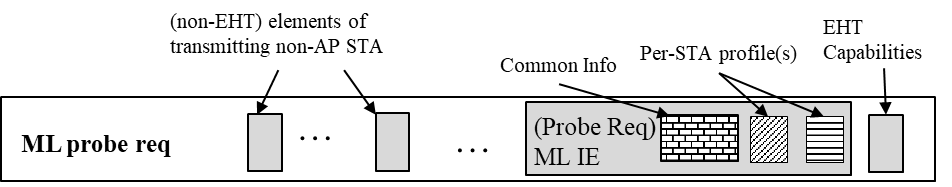 (non-EHT) elements of
transmitting non-AP STA
EHT
Capabilities
Common Info
Per-STA profile(s)
ML probe req
...
...
(Probe Req)
ML IE